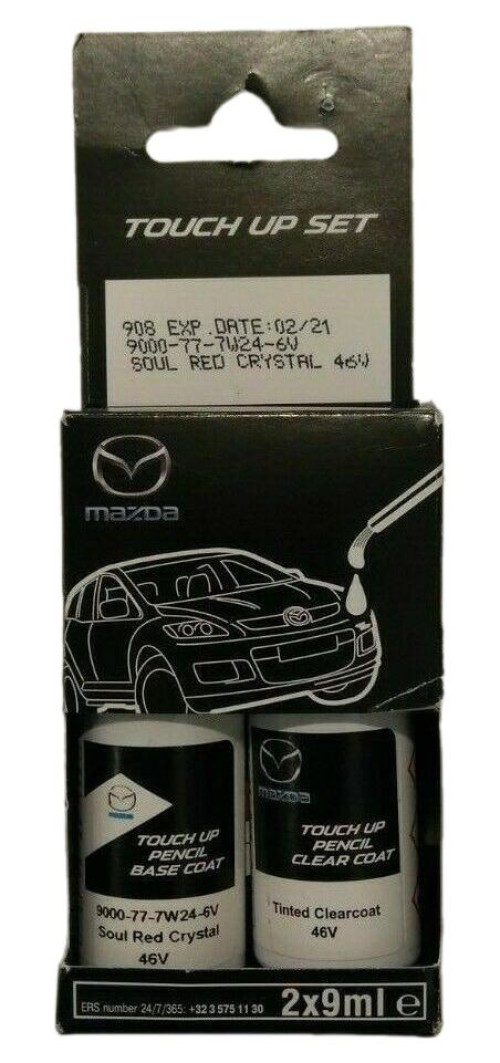 TOUCH UP SET
908 EXP.DATE:02/21
9000-77-7W24-6V
SOUL RED CRYSTAL 46V
mazda
mazda
TOUCH UP
PENCIL
BASE COAT
9000-77-7W24-6V
Soul Red Crystal
46V
mazda
TOUCH UP
PENCIL
CLEAR COAT
Tinted Clearcoat
46V
ERS number 24/7/365: +32 3 575 11 30
2x9ml e